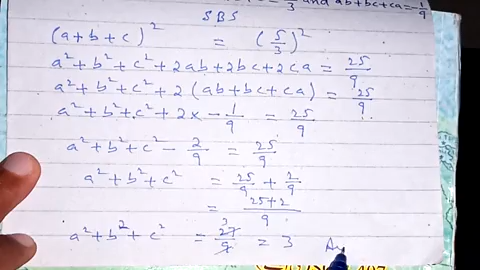 5/3 and ab+bc+ca = -1/9
SBS
(a+b+c)² = (5/3)²
a²+b²+c²+2ab+2bc+2ca = 25/9
a²+b²+c²+2(ab+bc+ca) = 25/9
a²+b²+c²+2×-1/9 = 25/9
a²+b²+c²-2/9 = 25/9
a²+b²+c² = 25/9 + 2/9
= 25+2/9
a²+b²+c² = 27/9 = 3